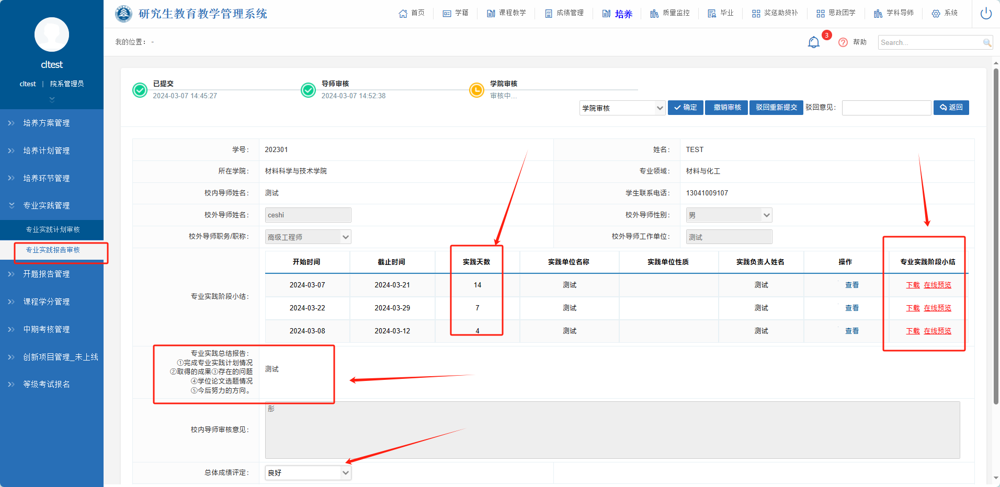 研究生教育教学管理系统
首页
学籍
课程教学
成绩管理
培养
质量监控
毕业
奖惩助贷补
思政团学
学科导师
系统
cltest
cltest | 院系管理员
我的位置： -
3
帮助
Search...
培养方案管理
培养计划管理
培养环节管理
专业实践管理
专业实践计划审核
专业实践报告审核
开题报告管理
课程学分管理
中期考核管理
创新项目管理_未上线
等级考试报名
已提交
2024-03-07 14:45:27
导师审核
2024-03-07 14:52:38
学院审核
审核中...
学院审核
确定
撤销审核
驳回重新提交
驳回意见：
返回
学号： 202301 姓名： TEST
所在学院： 材料科学与技术学院 专业领域： 材料与化工
校内导师姓名： 测试 学生联系电话： 13041009107
校外导师姓名： ceshi 校外导师性别： 男
校外导师职务/职称： 高级工程师 校外导师工作单位： 测试
专业实践阶段小结：
开始时间 截止时间 实践天数 实践单位名称 实践单位性质 实践负责人姓名 操作 专业实践阶段小结
2024-03-07 2024-03-21 14 测试 测试 查看 下载 在线预览
2024-03-22 2024-03-29 7 测试 测试 查看 下载 在线预览
2024-03-08 2024-03-12 4 测试 测试 查看 下载 在线预览
专业实践总结报告：
①完成专业实践计划情况
②取得的成果③存在的问题
④学位论文选题情况
⑤今后努力的方向。
测试
校内导师审核意见：
彤
总体成绩评定： 良好